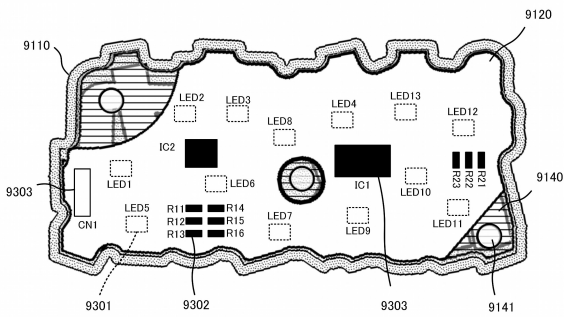 9120
9110
LED2
LED3
LED4
LED13
LED12
LED8
IC2
IC1
LED1
LED6
LED10
R23
R22
R21
9140
9303
CN1
LED5
R11
R14
R12
R15
R13
R16
LED7
LED9
LED11
9301
9302
9303
9141